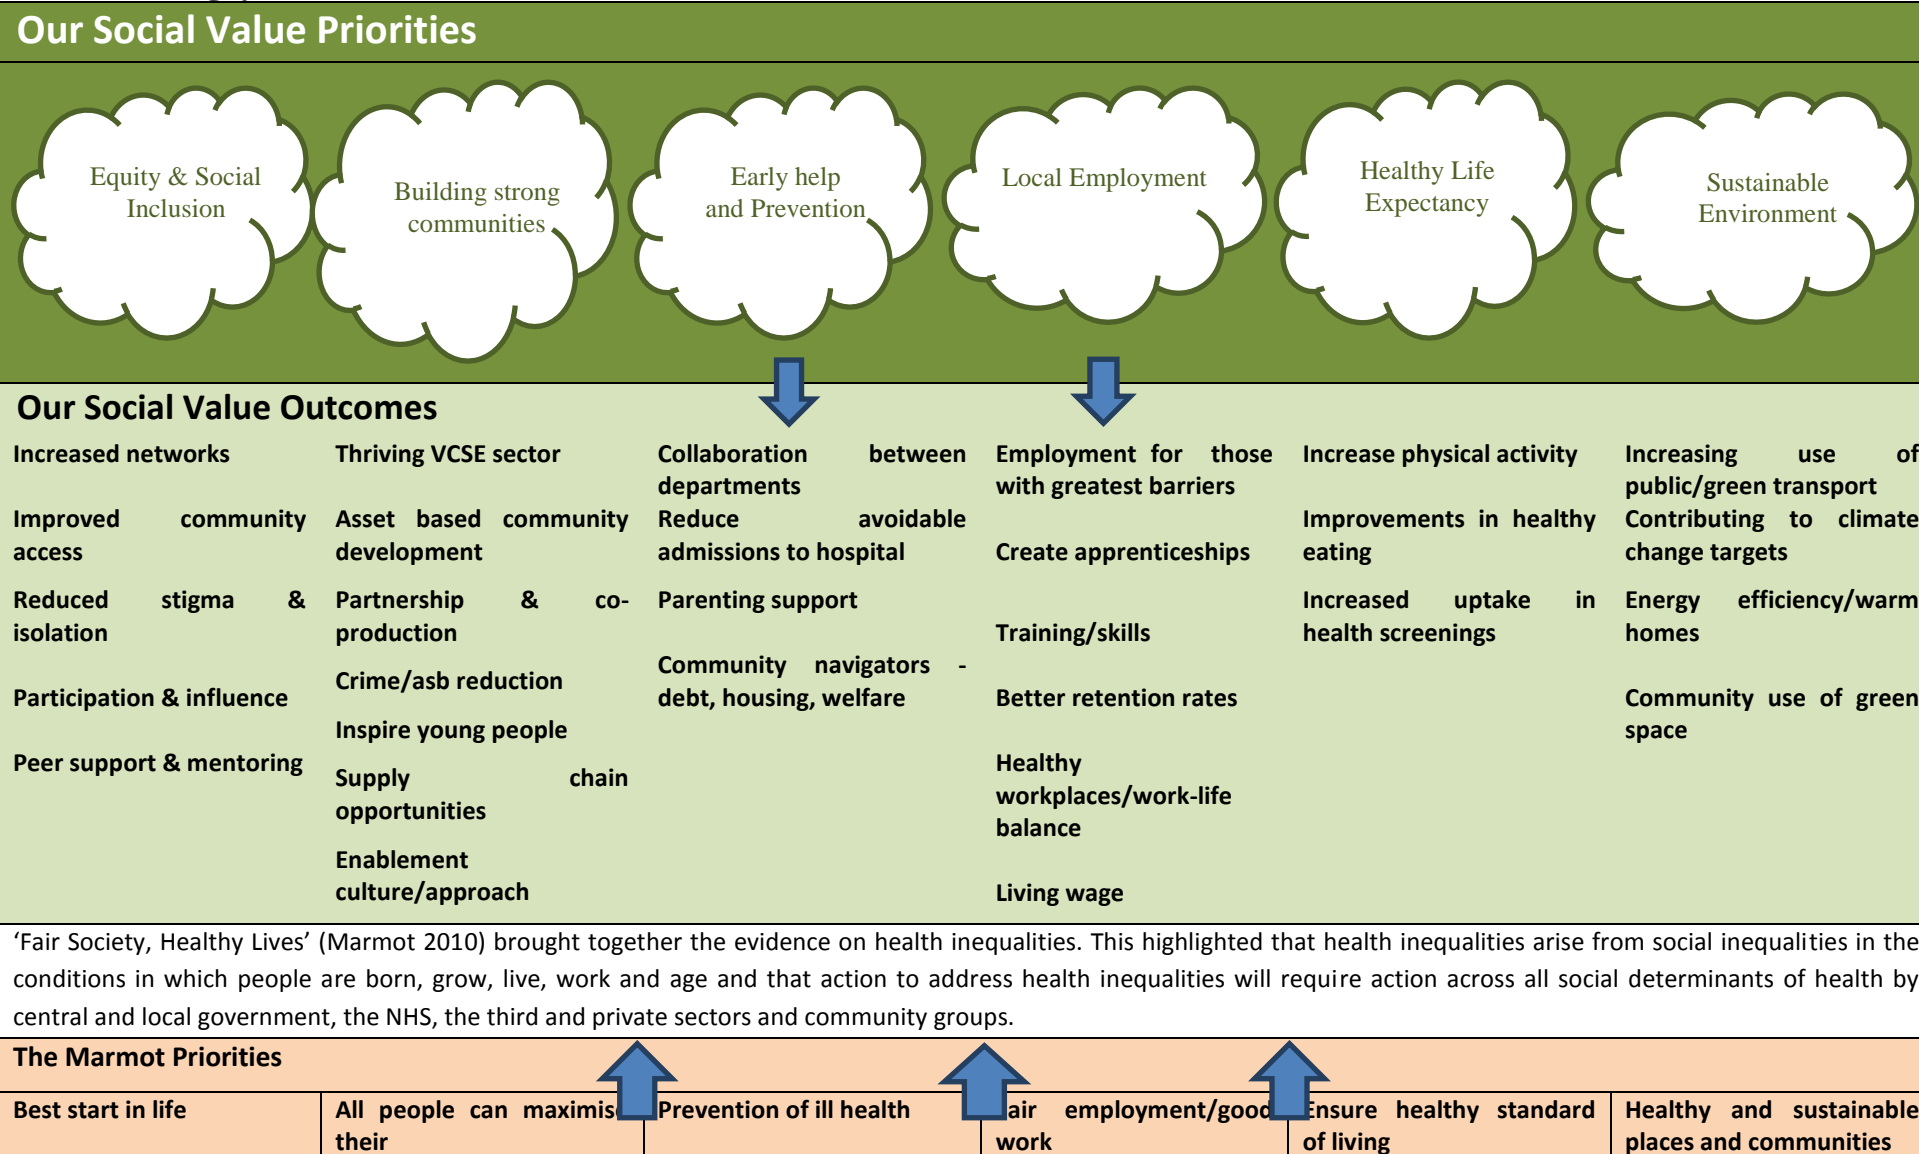 Our Social Value Priorities
Equity & Social
Inclusion
Building strong
communities
Early help
and Prevention
Local Employment
Healthy Life
Expectancy
Sustainable
Environment
Our Social Value Outcomes
Increased networks
Improved community
access
Reduced stigma &
isolation
Participation & influence
Peer support & mentoring
Thriving VCSE sector
Asset based community
development
Partnership & co-
production
Crime/asb reduction
Inspire young people
Supply chain
opportunities
Enablement
culture/approach
Collaboration between
departments
Reduce avoidable
admissions to hospital
Parenting support
Community navigators -
debt, housing, welfare
Employment for those
with greatest barriers
Create apprenticeships
Training/skills
Better retention rates
Healthy
workplaces/work-life
balance
Living wage
Increase physical activity
Improvements in healthy
eating
Increased uptake in
health screenings
Increasing use of
public/green transport
Contributing to climate
change targets
Energy efficiency/warm
homes
Community use of green
space
‘Fair Society, Healthy Lives’ (Marmot 2010) brought together the evidence on health inequalities. This highlighted that health inequalities arise from social inequalities in the
conditions in which people are born, grow, live, work and age and that action to address health inequalities will require action across all social determinants of health by
central and local government, the NHS, the third and private sectors and community groups.
The Marmot Priorities
Best start in life
All people can maximise
their
Prevention of ill health
Fair employment/good
work
Ensure healthy standard
of living
Healthy and sustainable
places and communities